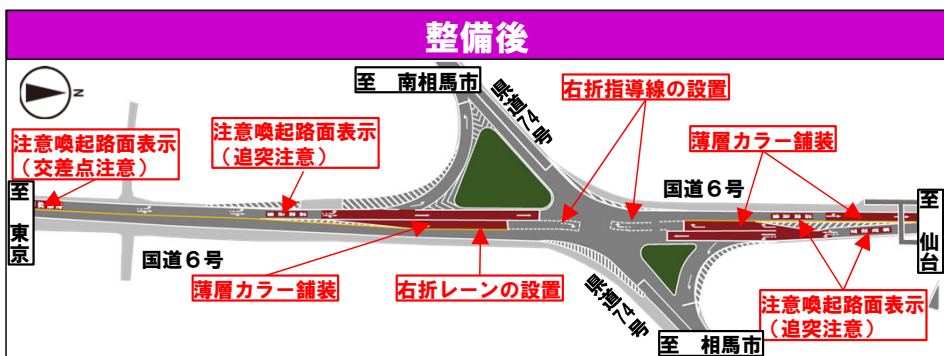 整備後
至　南相馬市
県道74号
右折指導線の設置
N
注意喚起路面表示
（交差点注意）
注意喚起路面表示
（追突注意）
薄層カラー舗装
国道６号
至　東京
至　仙台
国道６号
薄層カラー舗装
右折レーンの設置
県道74号
注意喚起路面表示
（追突注意）
至　相馬市